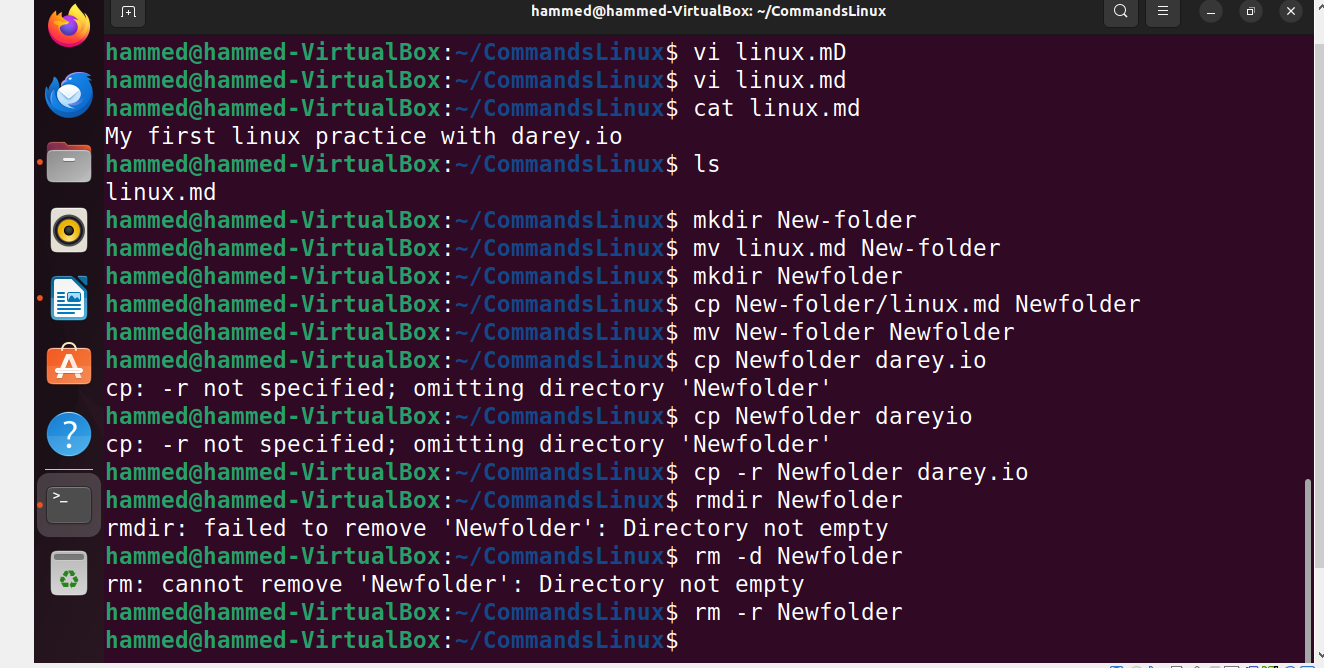 hammed@hammed-VirtualBox: ~/CommandsLinux
hammed@hammed-VirtualBox:~/CommandsLinux$ vi linux.mD
hammed@hammed-VirtualBox:~/CommandsLinux$ vi linux.md
hammed@hammed-VirtualBox:~/CommandsLinux$ cat linux.md
My first linux practice with darey.io
hammed@hammed-VirtualBox:~/CommandsLinux$ ls
linux.md
hammed@hammed-VirtualBox:~/CommandsLinux$ mkdir New-folder
hammed@hammed-VirtualBox:~/CommandsLinux$ mv linux.md New-folder
hammed@hammed-VirtualBox:~/CommandsLinux$ mkdir Newfolder
hammed@hammed-VirtualBox:~/CommandsLinux$ cp New-folder/linux.md Newfolder
hammed@hammed-VirtualBox:~/CommandsLinux$ mv New-folder Newfolder
hammed@hammed-VirtualBox:~/CommandsLinux$ cp Newfolder darey.io
cp: -r not specified; omitting directory 'Newfolder'
hammed@hammed-VirtualBox:~/CommandsLinux$ cp Newfolder dareyio
cp: -r not specified; omitting directory 'Newfolder'
hammed@hammed-VirtualBox:~/CommandsLinux$ cp -r Newfolder darey.io
hammed@hammed-VirtualBox:~/CommandsLinux$ rmdir Newfolder
rmdir: failed to remove 'Newfolder': Directory not empty
hammed@hammed-VirtualBox:~/CommandsLinux$ rm -d Newfolder
rm: cannot remove 'Newfolder': Directory not empty
hammed@hammed-VirtualBox:~/CommandsLinux$ rm -r Newfolder
hammed@hammed-VirtualBox:~/CommandsLinux$